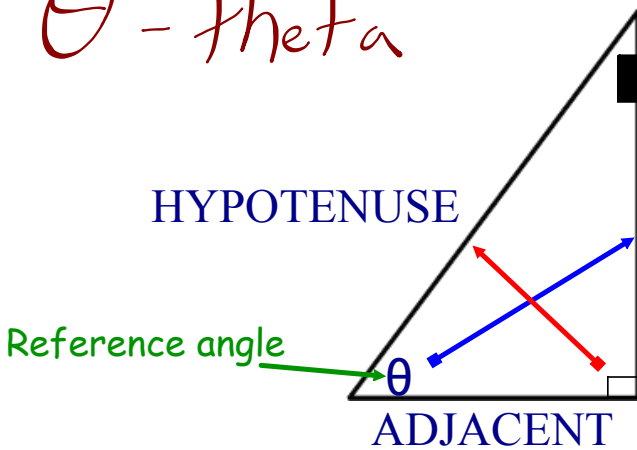 θ - theta
HYPOTENUSE
Reference angle
θ
ADJACENT